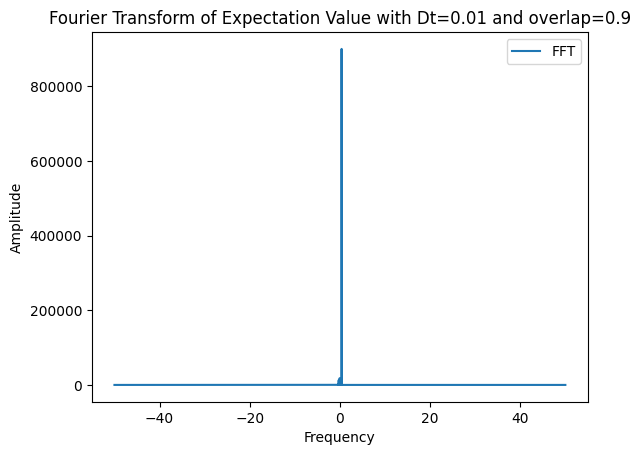 Fourier Transform of Expectation Value with Dt=0.01 and overlap=0.9
FFT
800000
600000
400000
200000
0
Amplitude
−40
−20
0
20
40
Frequency